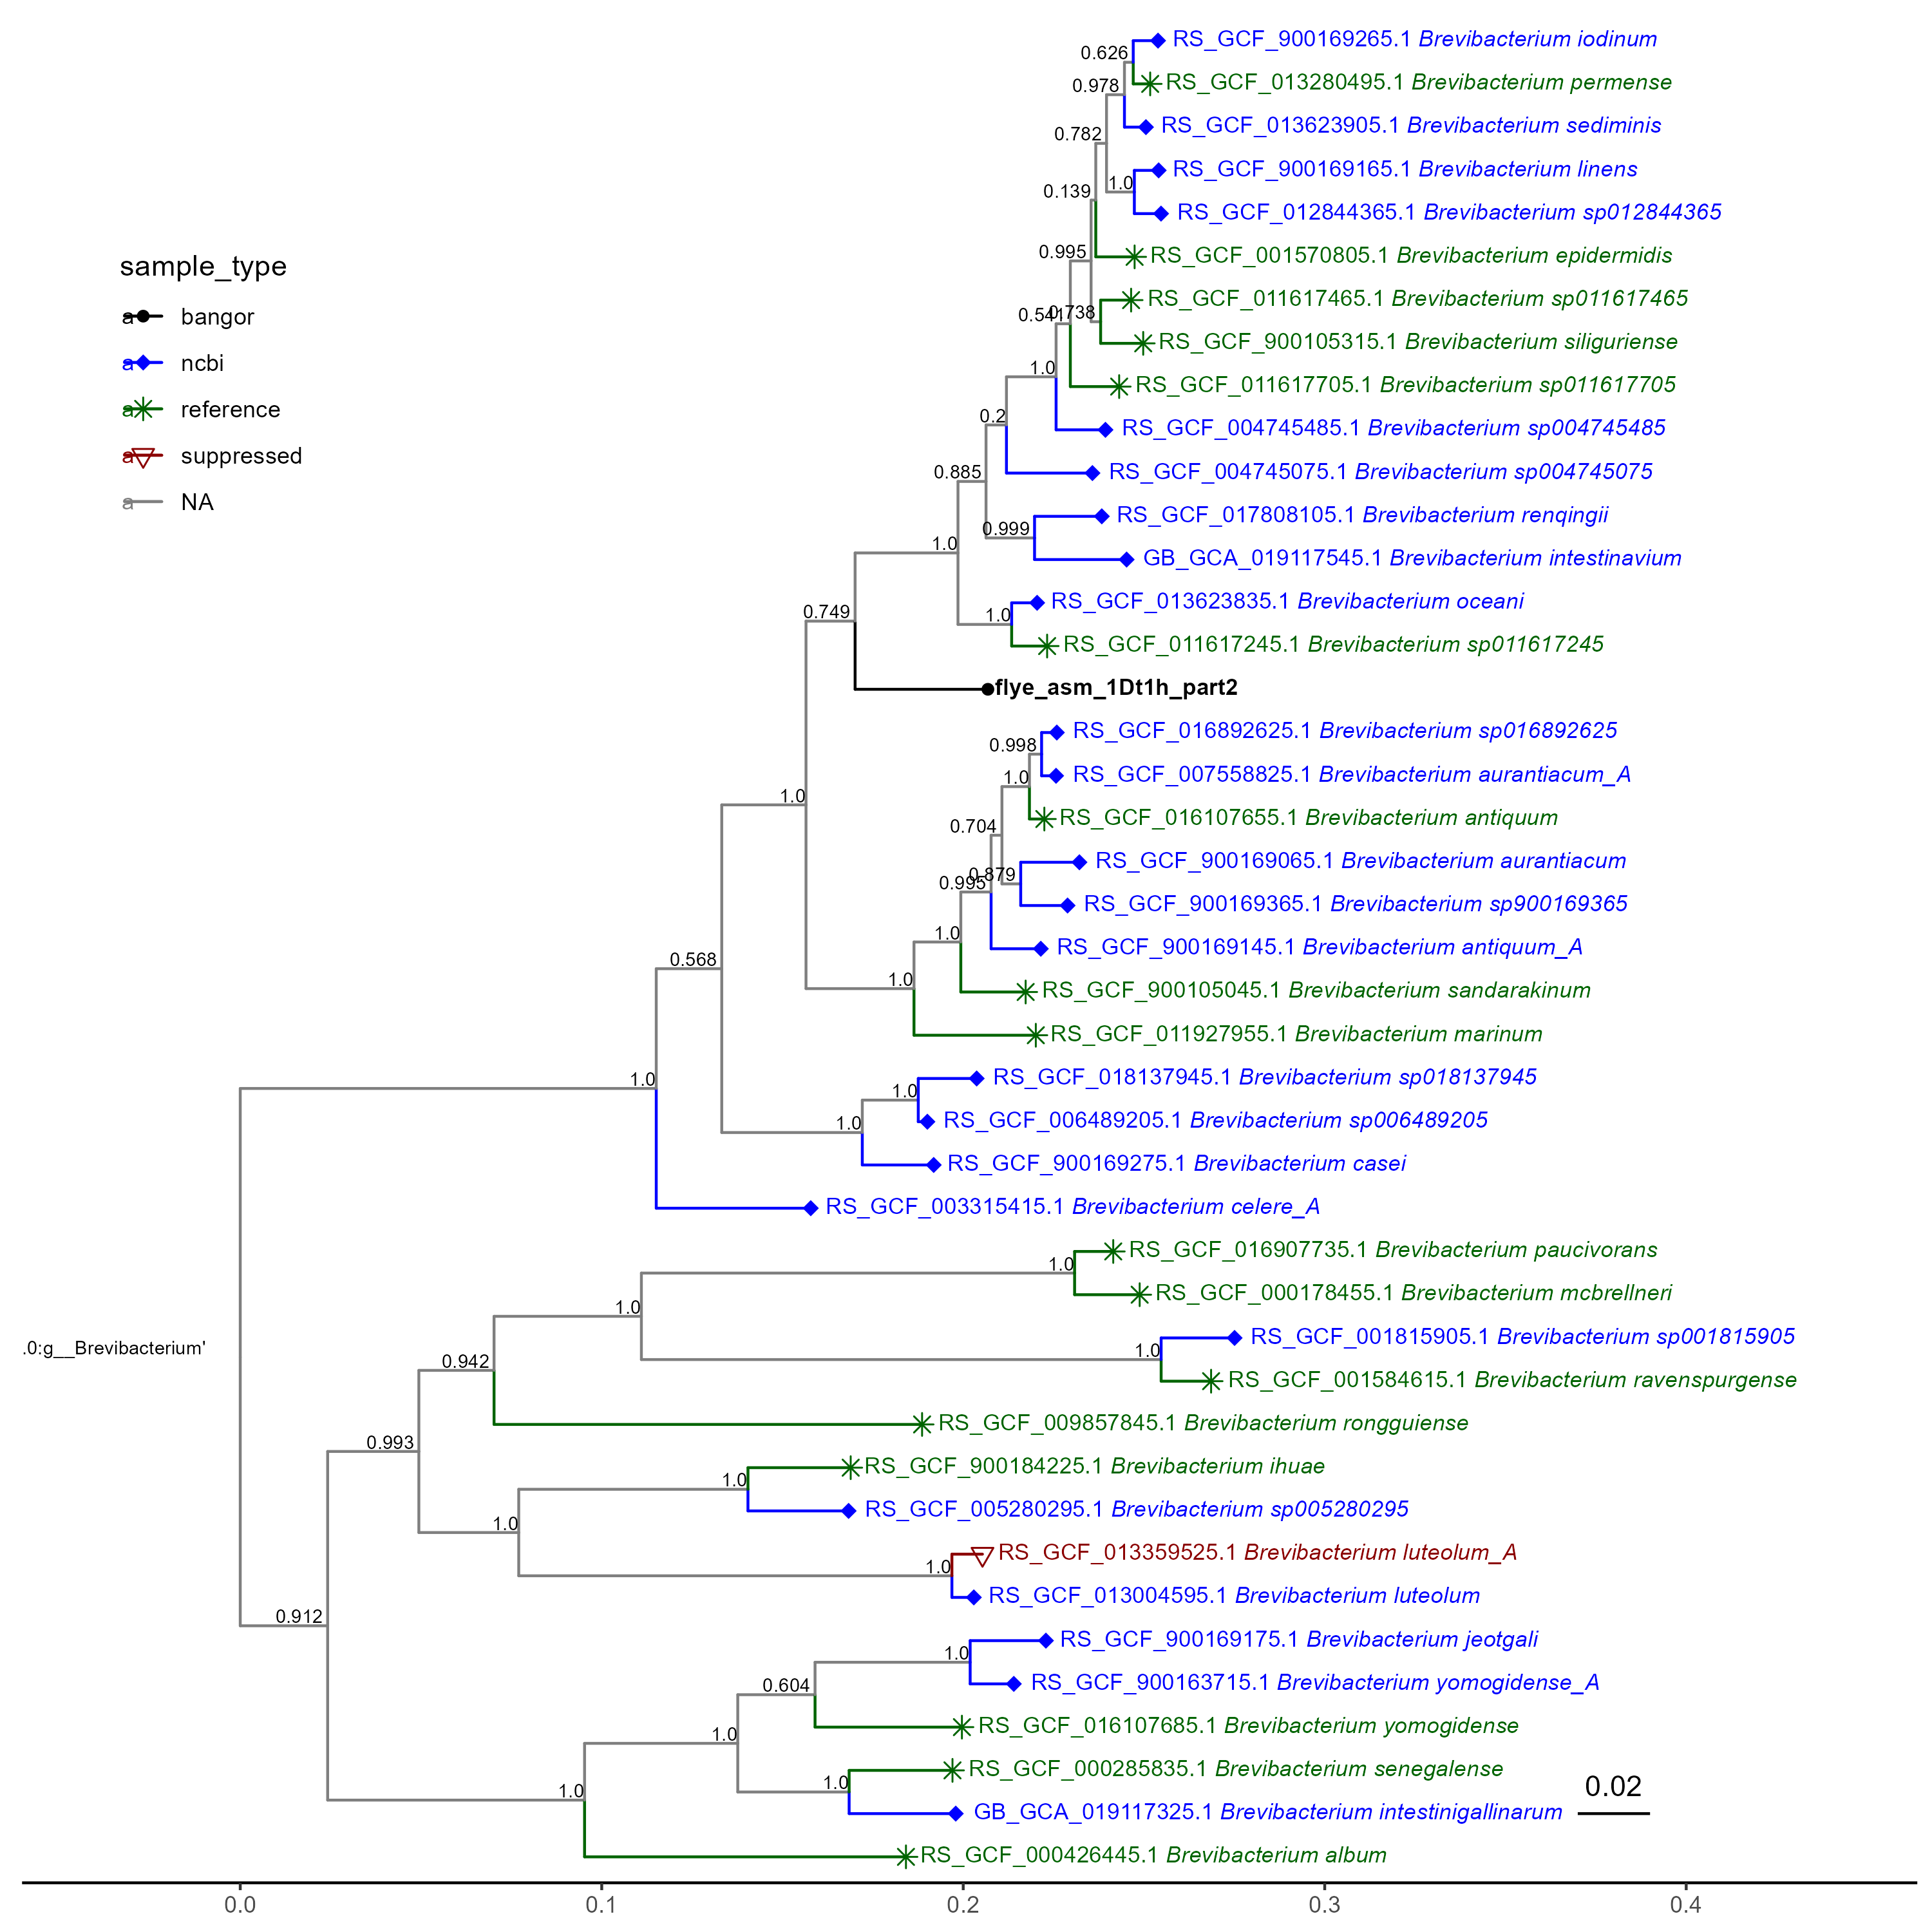 RS_GCF_900169265.1 Brevibacterium iodinum
0.626
RS_GCF_013280495.1 Brevibacterium permense
0.978
RS_GCF_013623905.1 Brevibacterium sediminis
0.782
RS_GCF_900169165.1 Brevibacterium linens
1.0
0.139
RS_GCF_012844365.1 Brevibacterium sp012844365
0.995
RS_GCF_001570805.1 Brevibacterium epidermidis
sample_type
a bangor
a ncbi
a reference
a suppressed
a NA
RS_GCF_011617465.1 Brevibacterium sp011617465
0.541
0.738
RS_GCF_900105315.1 Brevibacterium siliguriense
1.0
RS_GCF_011617705.1 Brevibacterium sp011617705
0.2
RS_GCF_004745485.1 Brevibacterium sp004745485
0.885
RS_GCF_004745075.1 Brevibacterium sp004745075
RS_GCF_017808105.1 Brevibacterium renqingii
0.999
1.0
GB_GCA_019117545.1 Brevibacterium intestinavium
RS_GCF_013623835.1 Brevibacterium oceani
0.749
1.0
RS_GCF_011617245.1 Brevibacterium sp011617245
flye_asm_1Dt1h_part2
RS_GCF_016892625.1 Brevibacterium sp016892625
0.998
RS_GCF_007558825.1 Brevibacterium aurantiacum_A
1.0
1.0
RS_GCF_016107655.1 Brevibacterium antiquum
0.704
RS_GCF_900169065.1 Brevibacterium aurantiacum
0.879
0.995
RS_GCF_900169365.1 Brevibacterium sp900169365
1.0
RS_GCF_900169145.1 Brevibacterium antiquum_A
0.568
1.0
RS_GCF_900105045.1 Brevibacterium sandarakinum
RS_GCF_011927955.1 Brevibacterium marinum
1.0
RS_GCF_018137945.1 Brevibacterium sp018137945
1.0
1.0
RS_GCF_006489205.1 Brevibacterium sp006489205
RS_GCF_900169275.1 Brevibacterium casei
RS_GCF_003315415.1 Brevibacterium celere_A
RS_GCF_016907735.1 Brevibacterium paucivorans
1.0
RS_GCF_000178455.1 Brevibacterium mcbrellneri
1.0
.0:g__Brevibacterium'
RS_GCF_001815905.1 Brevibacterium sp001815905
1.0
0.942
RS_GCF_001584615.1 Brevibacterium ravenspurgense
RS_GCF_009857845.1 Brevibacterium rongguiense
0.993
RS_GCF_900184225.1 Brevibacterium ihuae
1.0
RS_GCF_005280295.1 Brevibacterium sp005280295
1.0
RS_GCF_013359525.1 Brevibacterium luteolum_A
1.0
RS_GCF_013004595.1 Brevibacterium luteolum
0.912
RS_GCF_900169175.1 Brevibacterium jeotgali
1.0
RS_GCF_900163715.1 Brevibacterium yomogidense_A
0.604
RS_GCF_016107685.1 Brevibacterium yomogidense
1.0
RS_GCF_000285835.1 Brevibacterium senegalense
1.0
1.0
0.02
GB_GCA_019117325.1 Brevibacterium intestinigallinarum
RS_GCF_000426445.1 Brevibacterium album
0.0 0.1 0.2 0.3 0.4